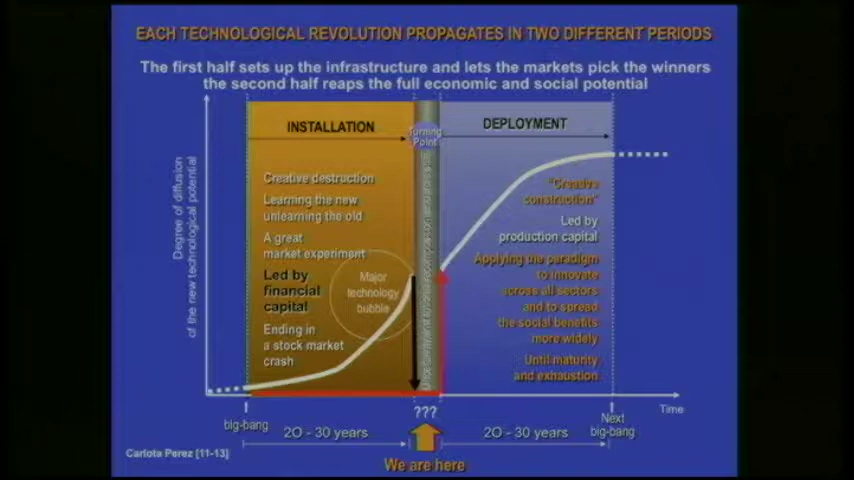 EACH TECHNOLOGICAL REVOLUTION PROPAGATES IN TWO DIFFERENT PERIODS
The first half sets up the infrastructure and lets the markets pick the winners
the second half reaps the full economic and social potential
Degree of diffusion
of the new technological potential
INSTALLATION
Creative destruction
Learning the new
unlearning the old
A great
market experiment
Led by
financial
capital
Ending in
a stock market
crash
Major
technology
bubble
Turning
Point
DEPLOYMENT
"Creative
construction"
Led by
production capital
Applying the paradigm
to innovate
across all sectors
and to spread
the social benefits
more widely
Until maturity
and exhaustion
Time
big-bang
20 - 30 years
???
20 - 30 years
Next
big-bang
We are here
Carlota Perez [11-13]